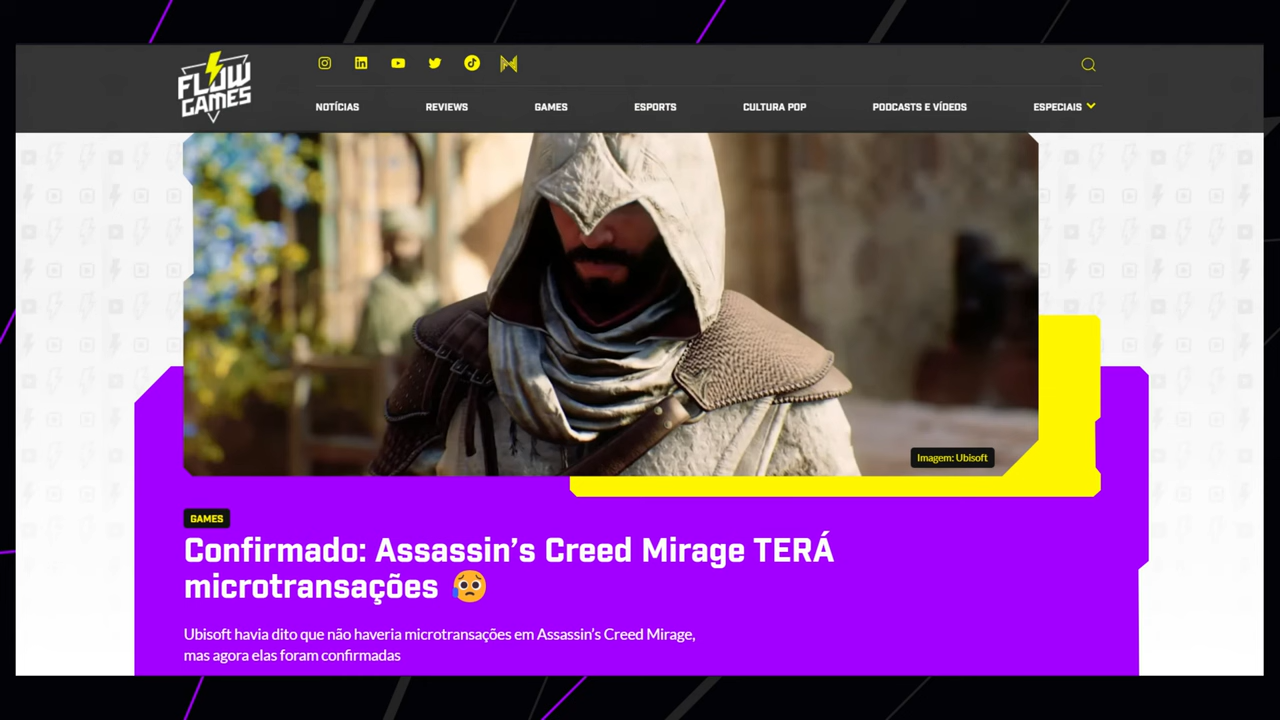 FLOW
GAMES
NOTÍCIAS
REVIEWS
GAMES
ESPORTS
CULTURA POP
PODCASTS E VÍDEOS
ESPECIAIS
Imagem: Ubisoft
GAMES
Confirmado: Assassin’s Creed Mirage TERÁ
microtransações 😥
Ubisoft havia dito que não haveria microtransações em Assassin’s Creed Mirage,
mas agora elas foram confirmadas